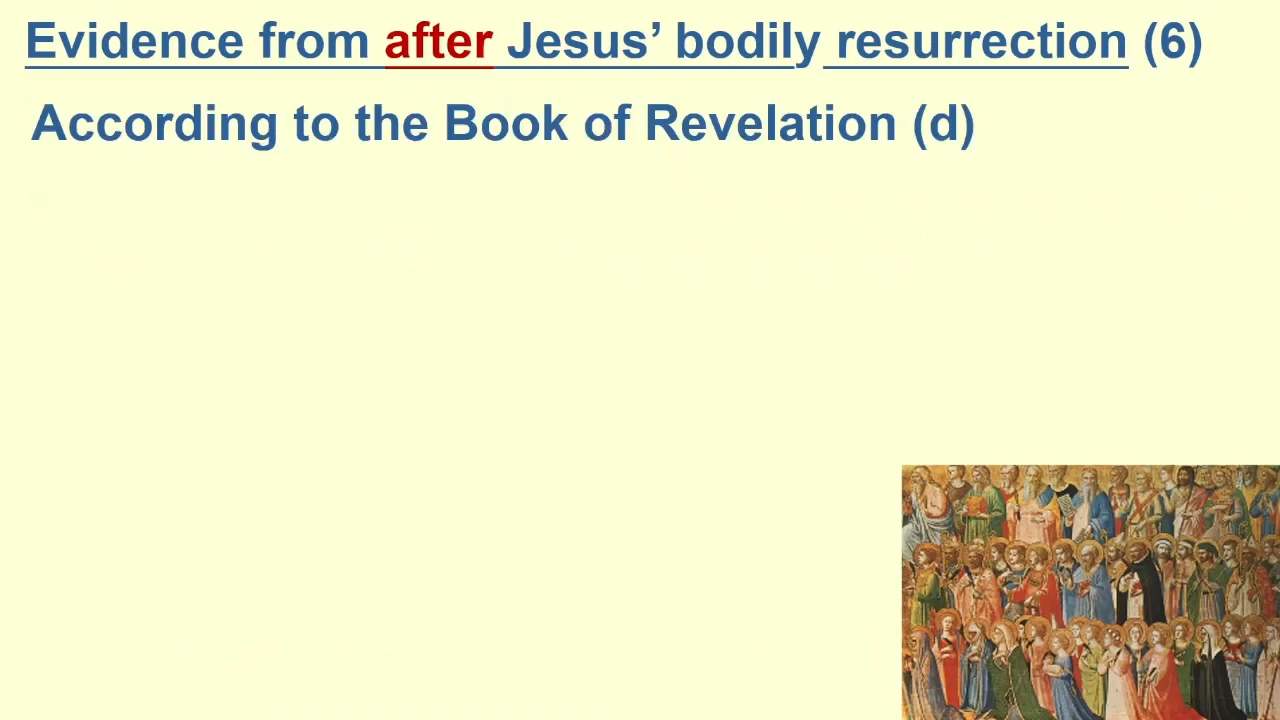 Evidence from after Jesus’ bodily resurrection (6)
According to the Book of Revelation (d)